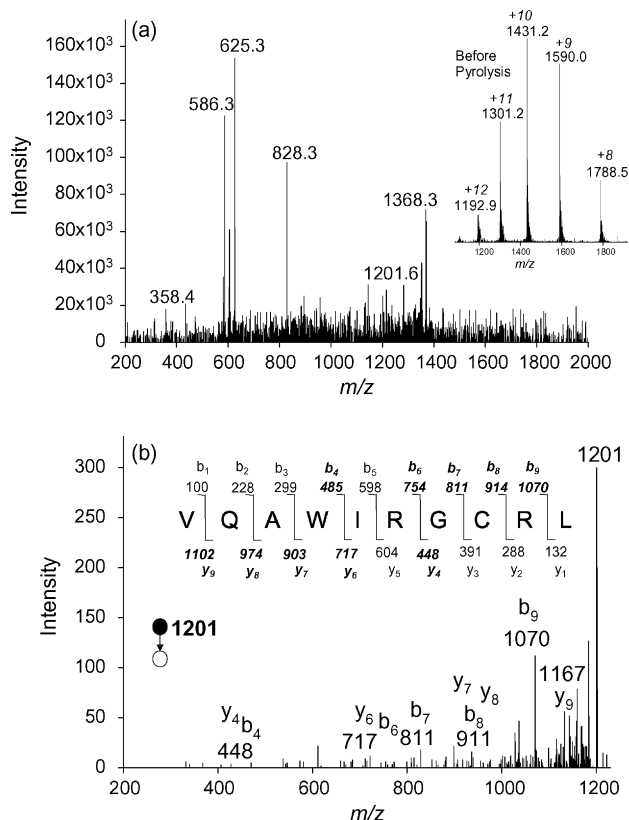 (a)
Intensity
160x10³
140x10³
120x10³
100x10³
80x10³
60x10³
40x10³
20x10³
0
625.3
586.3
828.3
1368.3
1201.6
358.4
200 400 600 800 1000 1200 1400 1600 1800 2000
m/z
Before
Pyrolysis
+10
1431.2
+9
1590.0
+11
1301.2
+8
1788.5
+12
1192.9
1200 1400 1600 1800
m/z
(b)
Intensity
300
250
200
150
100
50
0
1201
b₁ b₂ b₃ b₄ b₅ b₆ b₇ b₈ b₉
100 228 299 485 598 754 811 914 1070
V Q A W I R G C R L
1102 974 903 717 604 448 391 288 132
y₉ y₈ y₇ y₆ y₅ y₄ y₃ y₂ y₁
1201
b₉
1070
1167
y₉
y₇ y₈
b₈
911
y₆ b₆ b₇
717 811
y₄ b₄
448
200 400 600 800 1000 1200
m/z